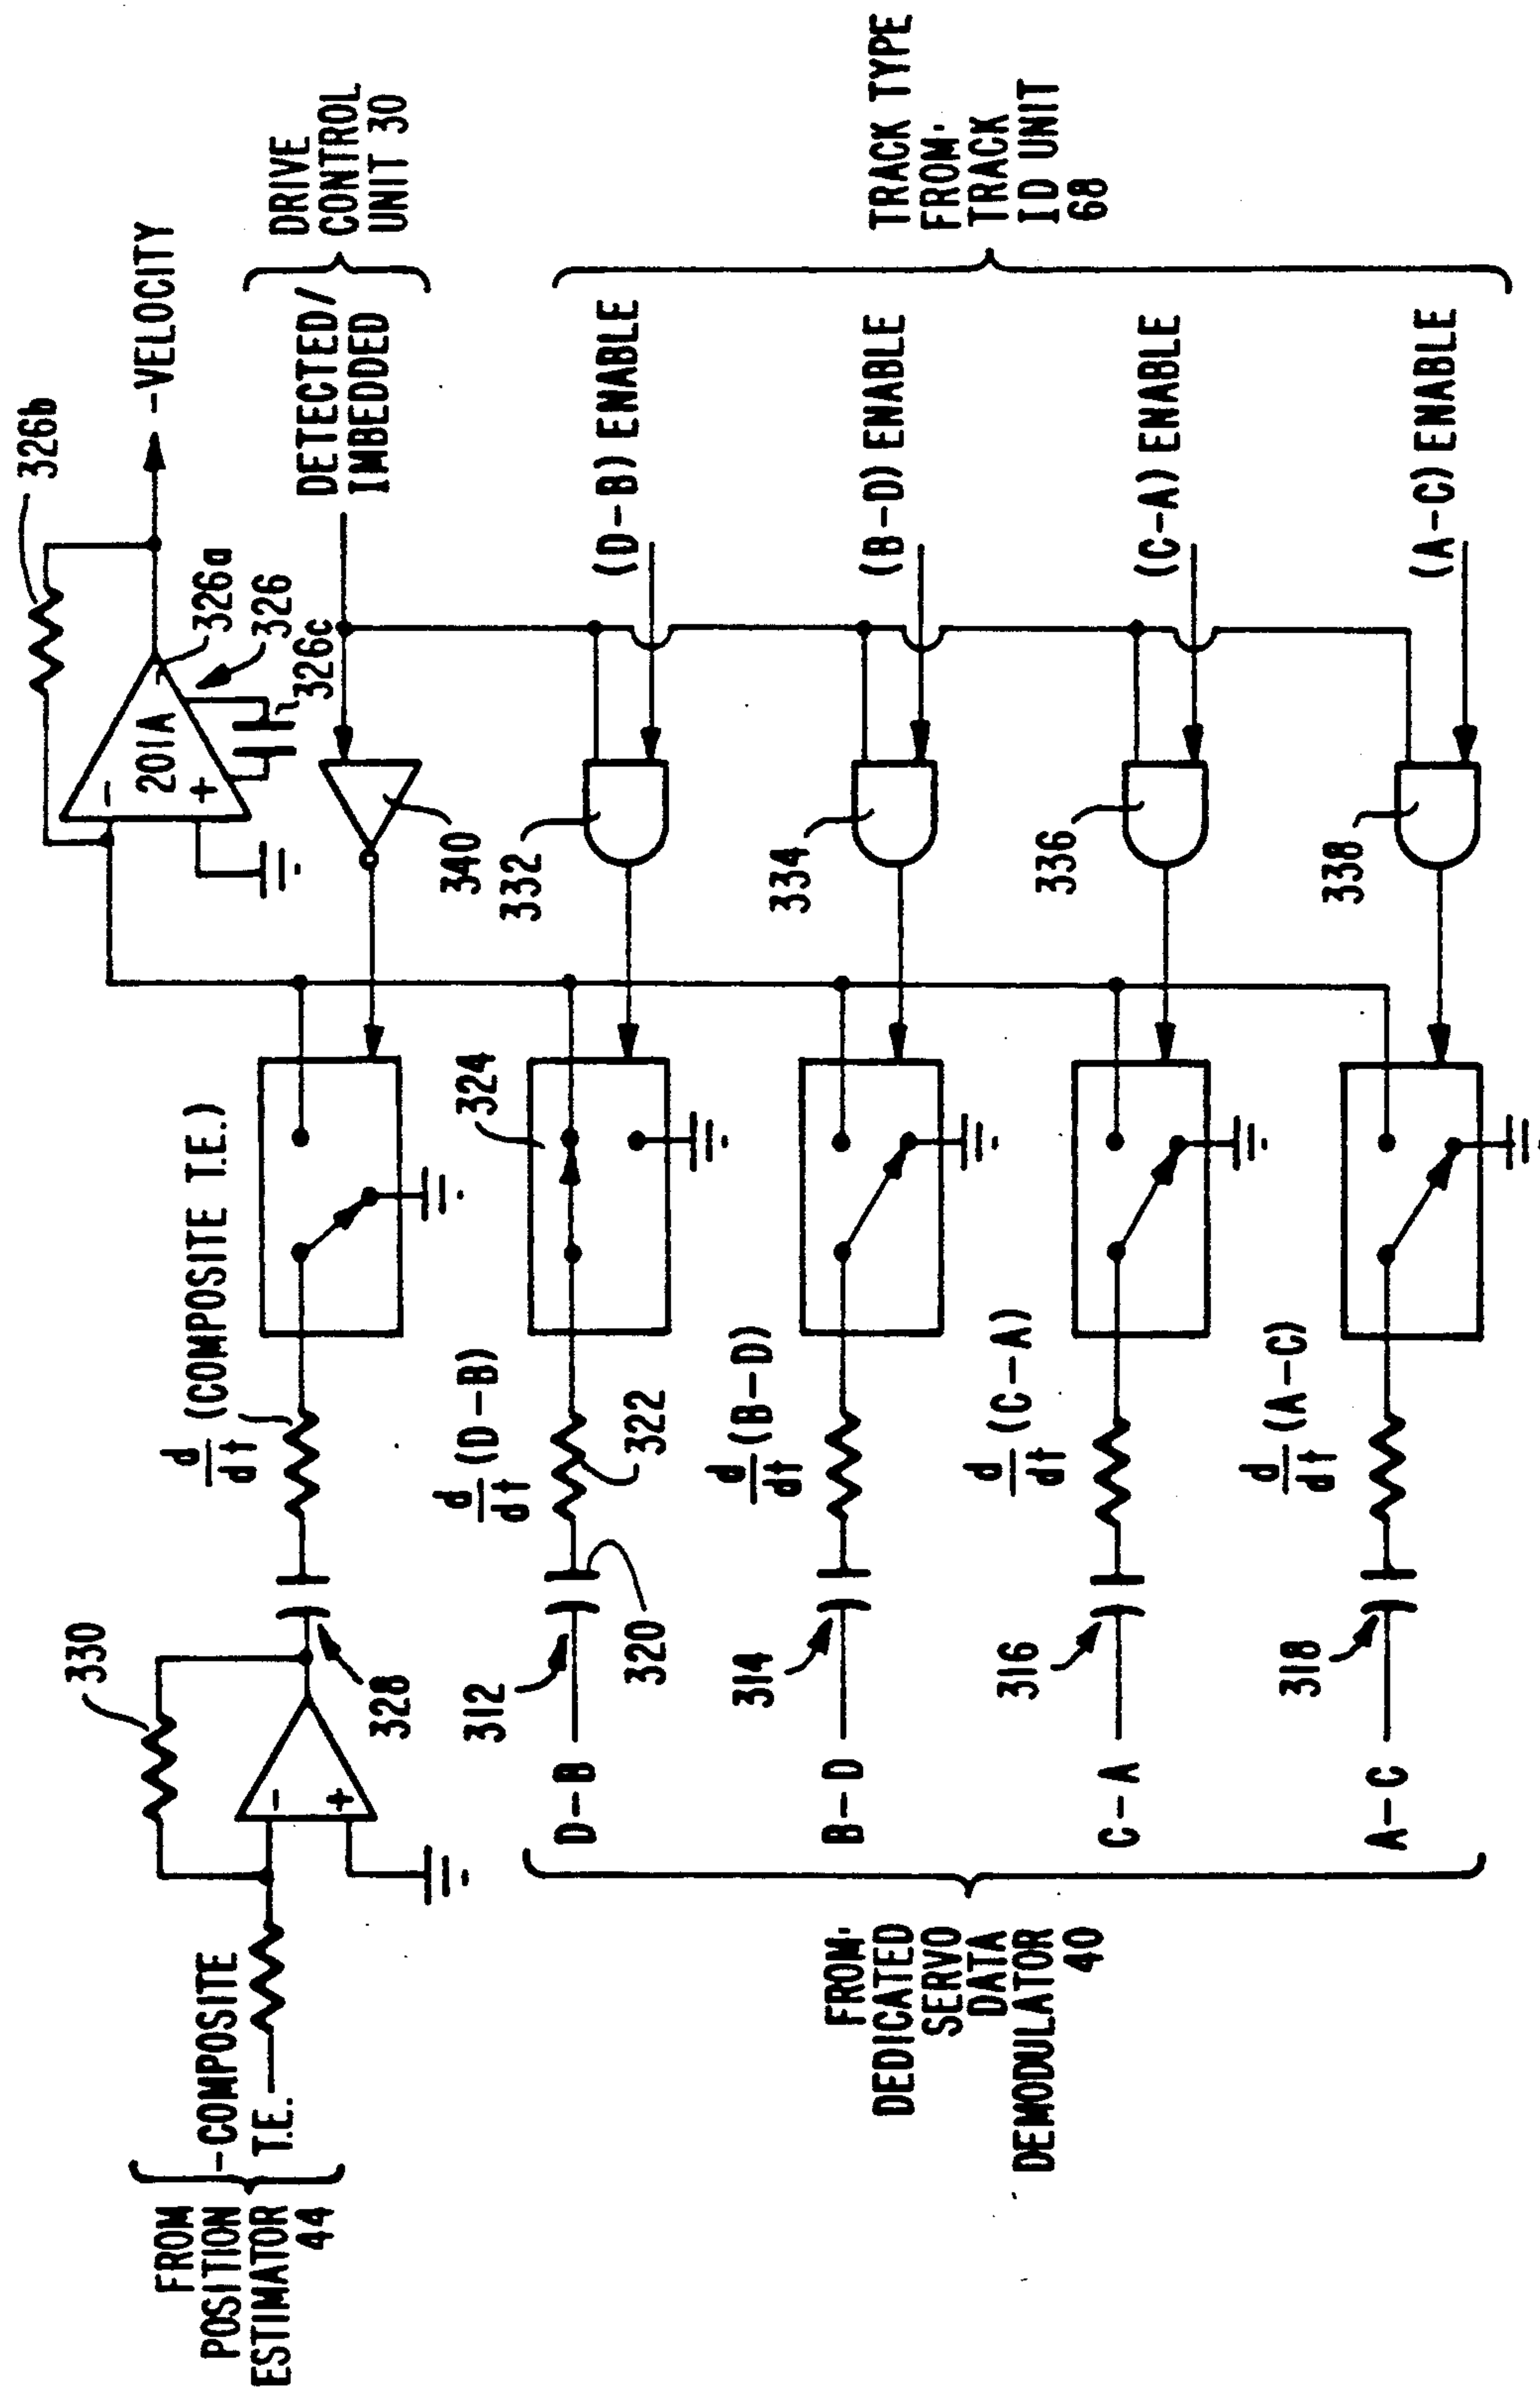 FROM
POSITION
ESTIMATOR
44
-COMPOSITE
T.E.
330
328
d/dt (COMPOSITE T.E.)
326b
-VELOCITY
201A
-
+
326a
326
326c
DETECTED/
IMBEDDED
DRIVE
CONTROL
UNIT 30
-
+
340
FROM
DEDICATED
SERVO
DATA
DEMODULATOR
40
D-B
312
320
322
d/dt (D-B)
324
332
(D-B) ENABLE
B-D
314
d/dt (B-D)
334
(B-D) ENABLE
C-A
316
d/dt (C-A)
336
(C-A) ENABLE
A-C
318
d/dt (A-C)
338
(A-C) ENABLE
TRACK TYPE
FROM
TRACK
ID UNIT
68